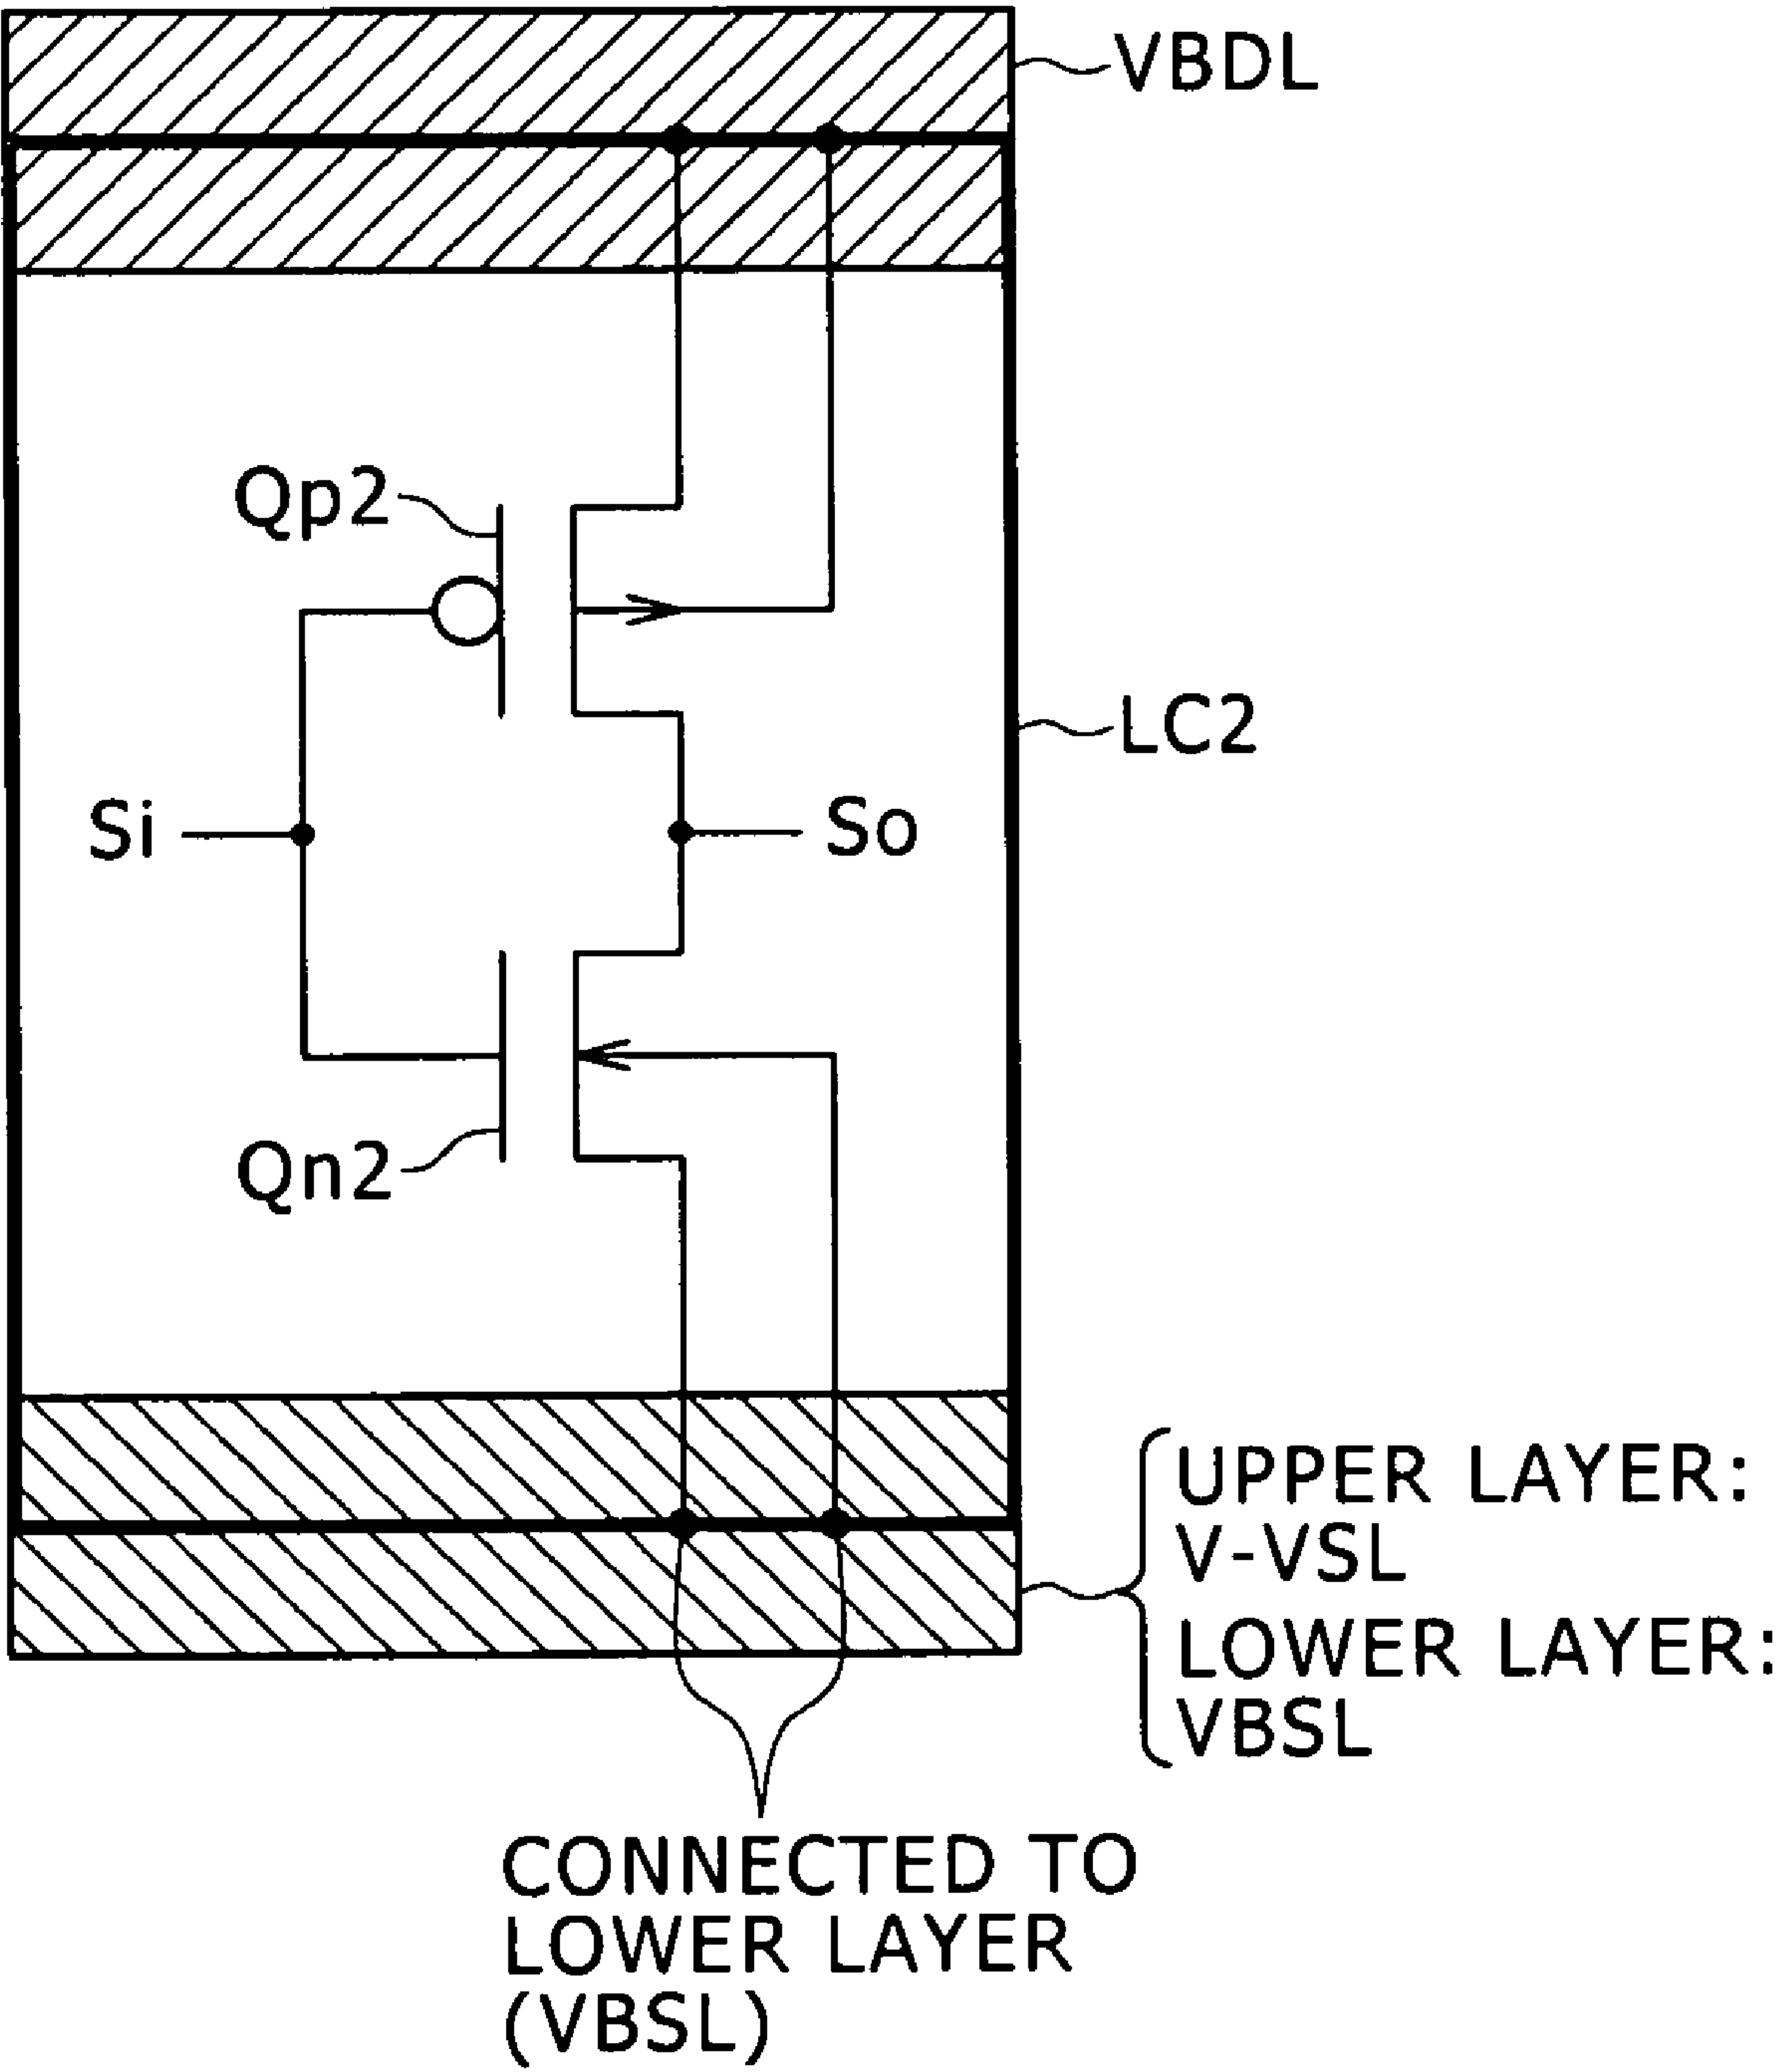 VBDL
Qp2
LC2
Si
So
Qn2
UPPER LAYER:
V-VSL
LOWER LAYER:
VBSL
CONNECTED TO
LOWER LAYER
(VBSL)